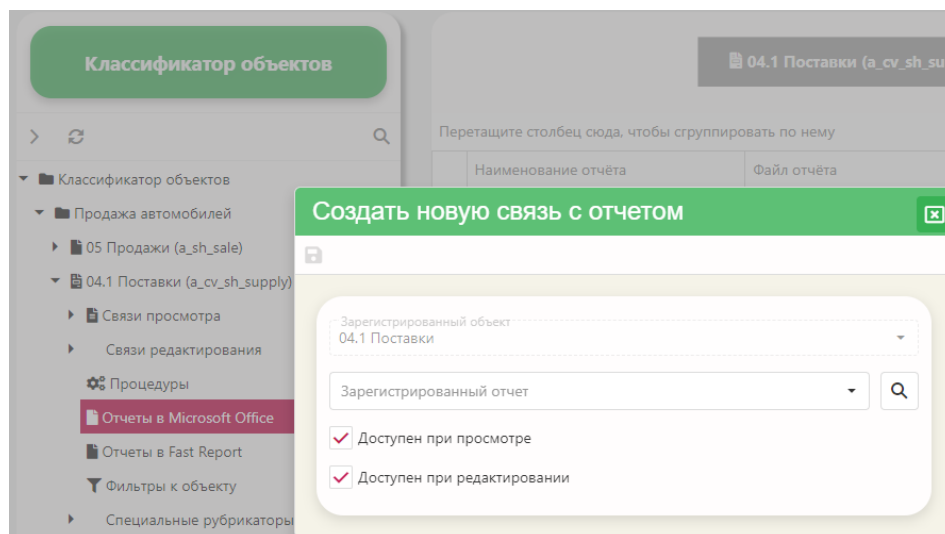 Классификатор объектов
04.1 Поставки (a_cv_sh_su
Перетащите столбец сюда, чтобы сгруппировать по нему
Наименование отчёта
Файл отчёта
Классификатор объектов
Продажа автомобилей
05 Продажи (a_sh_sale)
04.1 Поставки (a_cv_sh_supply)
Связи просмотра
Связи редактирования
Процедуры
Отчеты в Microsoft Office
Отчеты в Fast Report
Фильтры к объекту
Специальные рубрикаторы
Создать новую связь с отчетом
Зарегистрированный объект
04.1 Поставки
Зарегистрированный отчет
Доступен при просмотре
Доступен при редактировании